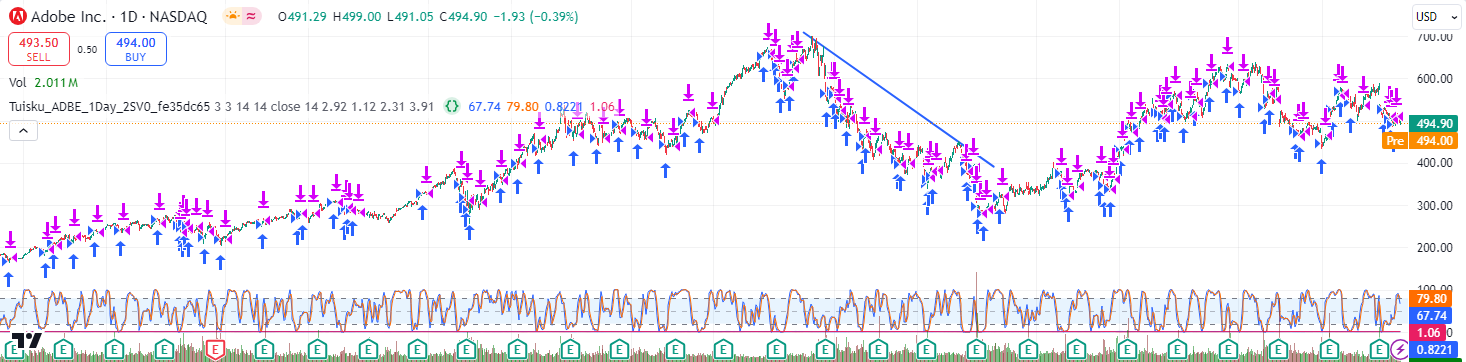 Adobe Inc. · 1D · NASDAQ O491.29 H499.00 L491.05 C494.90 −1.93 (−0.39%)
USD
700.00
493.50
SELL
0.50
494.00
BUY
Vol 2.011M
600.00
Tuisku_ADBE_1Day_2SV0_fe35dc65 3 3 14 14 close 14 2.92 1.12 2.31 3.91 {} 67.74 79.80 0.8221 1.06
494.90
Pre 494.00
400.00
300.00
200.00
100.00
79.80
67.74
1.06
0.8221
E E E E E E E E E E E E E E E E E E E E E E E E E E E E